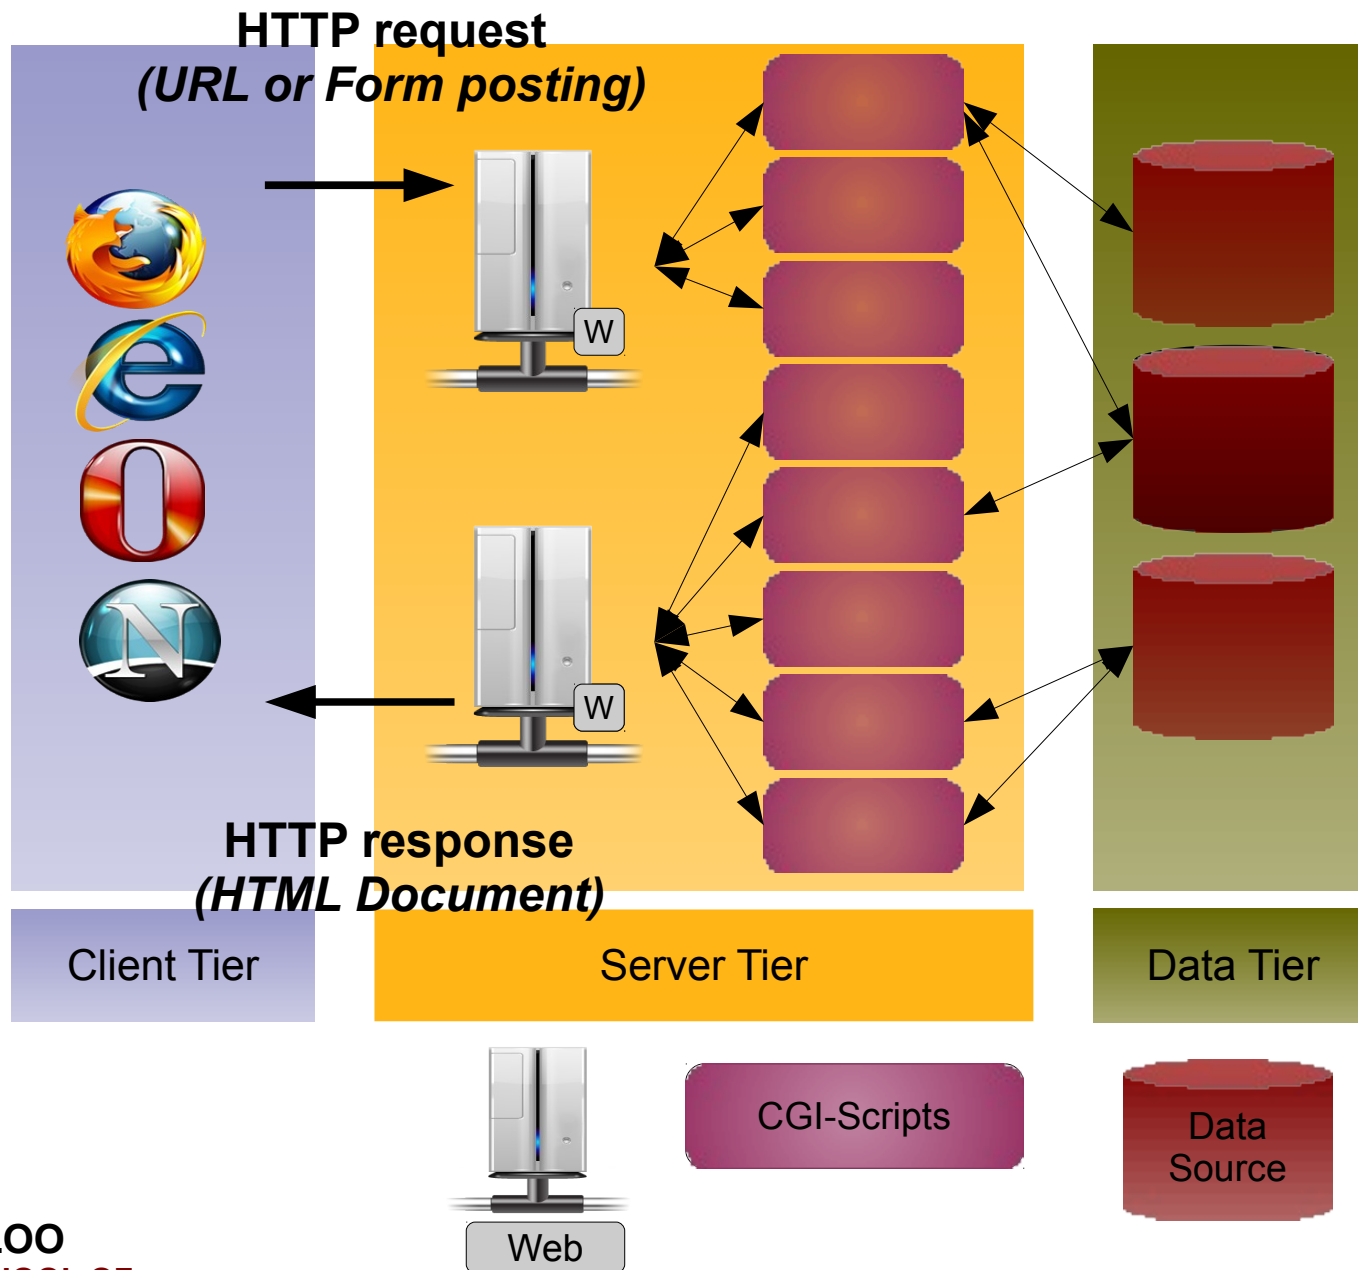 HTTP request
(URL or Form posting)
W
W
N
HTTP response
(HTML Document)
Client Tier
Server Tier
Data Tier
CGI-Scripts
Data
Source
Web